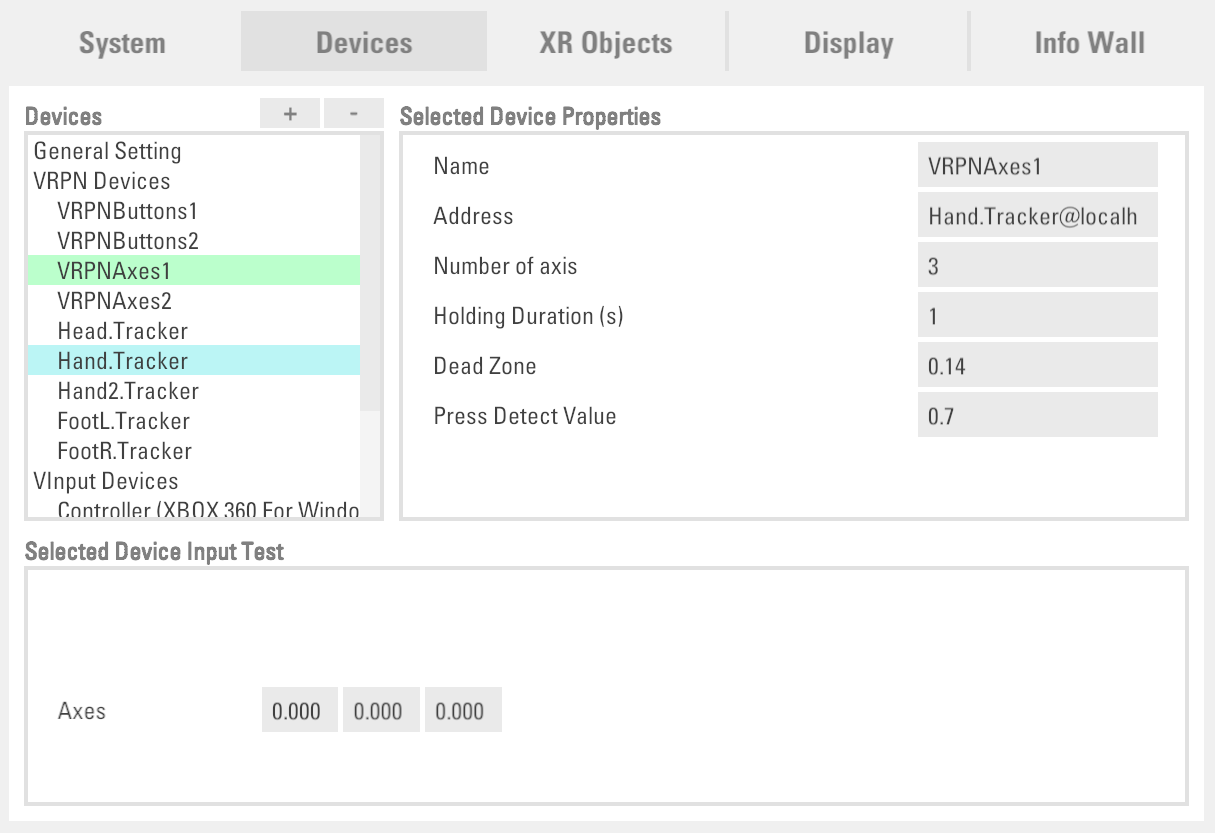 System
Devices
XR Objects
Display
Info Wall
Devices
+
-
General Setting
VRPN Devices
VRPNButtons1
VRPNButtons2
VRPNAxes1
VRPNAxes2
Head.Tracker
Hand.Tracker
Hand2.Tracker
FootL.Tracker
FootR.Tracker
VInput Devices
Controller (XBOX 360 For Windo
Selected Device Properties
Name VRPNAxes1
Address Hand.Tracker@localh
Number of axis 3
Holding Duration (s) 1
Dead Zone 0.14
Press Detect Value 0.7
Selected Device Input Test
Axes 0.000 0.000 0.000